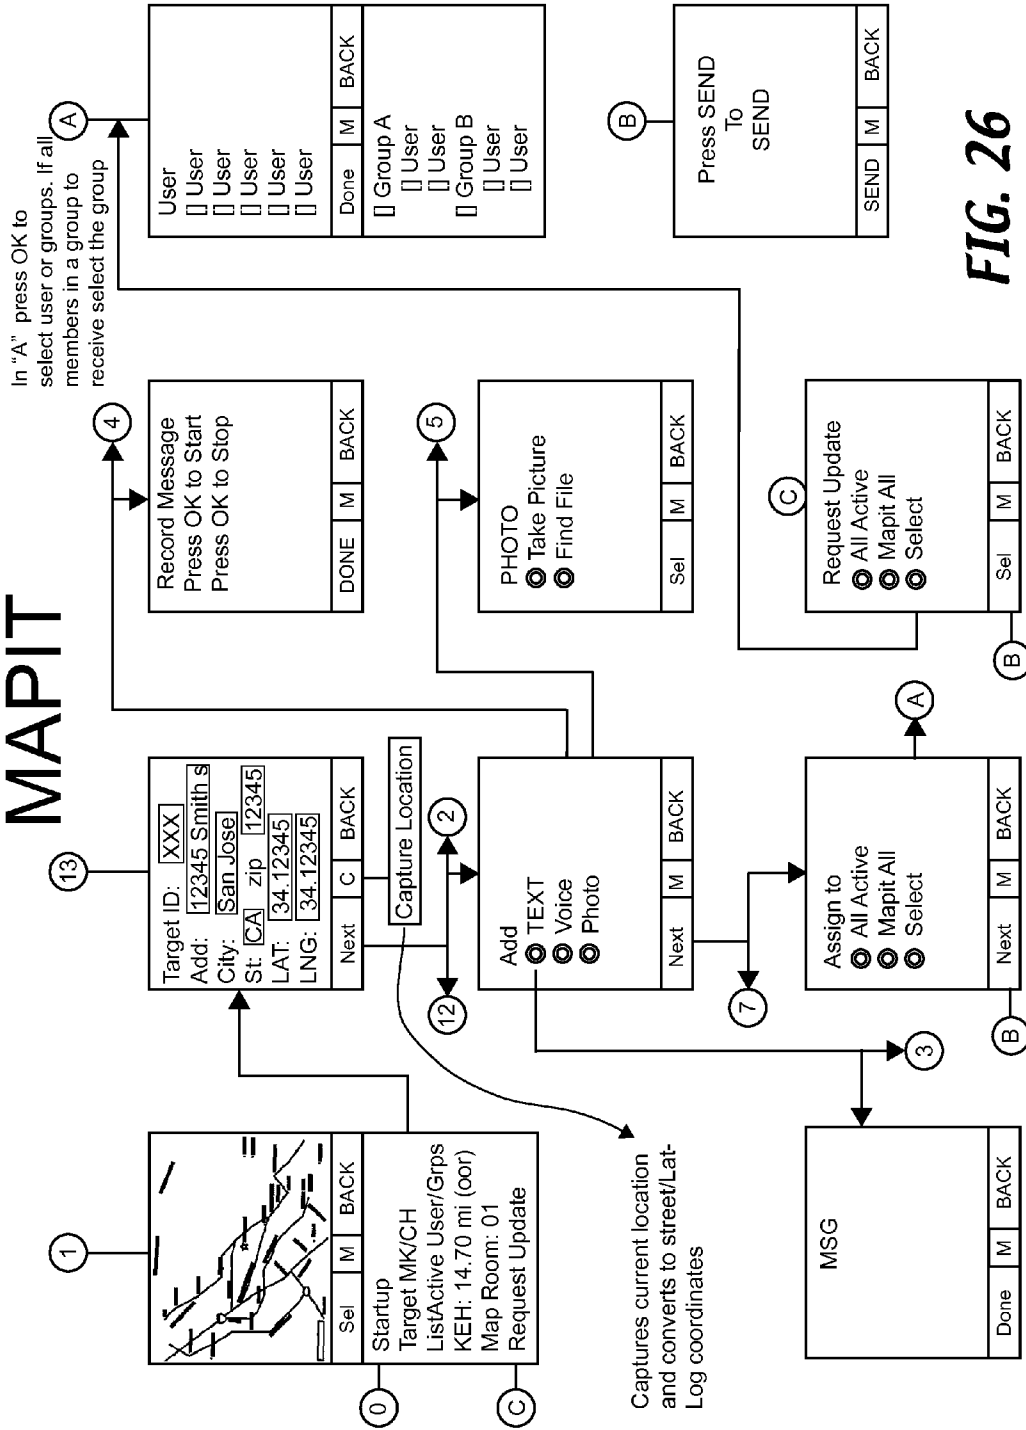 MAPIT
1
Sel M BACK
0
Startup
Target MK/CH
ListActive User/Grps
KEH: 14.70 mi (oor)
Map Room: 01
Request Update
C
Captures current location
and converts to street/Lat-
Log coordinates
MSG
Done M BACK
13
Target ID: XXX
Add: 12345 Smith s
City: San Jose
St: CA zip 12345
LAT: 34.12345
LNG: 34.12345
Next C BACK
Capture Location
12
2
Add
TEXT
Voice
Photo
Next M BACK
7
3
Assign to
All Active
Mapit All
Select
Next M BACK
B
A
4
Record Message
Press OK to Start
Press OK to Stop
DONE M BACK
5
PHOTO
Take Picture
Find File
Sel M BACK
C
Request Update
All Active
Mapit All
Select
Sel M BACK
B
In "A" press OK to
select user or groups. If all
members in a group to
receive select the group
A
User
[] User
[] User
[] User
[] User
[] User
Done M BACK
[] Group A
[] User
[] User
[] Group B
[] User
[] User
B
Press SEND
To
SEND
SEND M BACK
FIG. 26